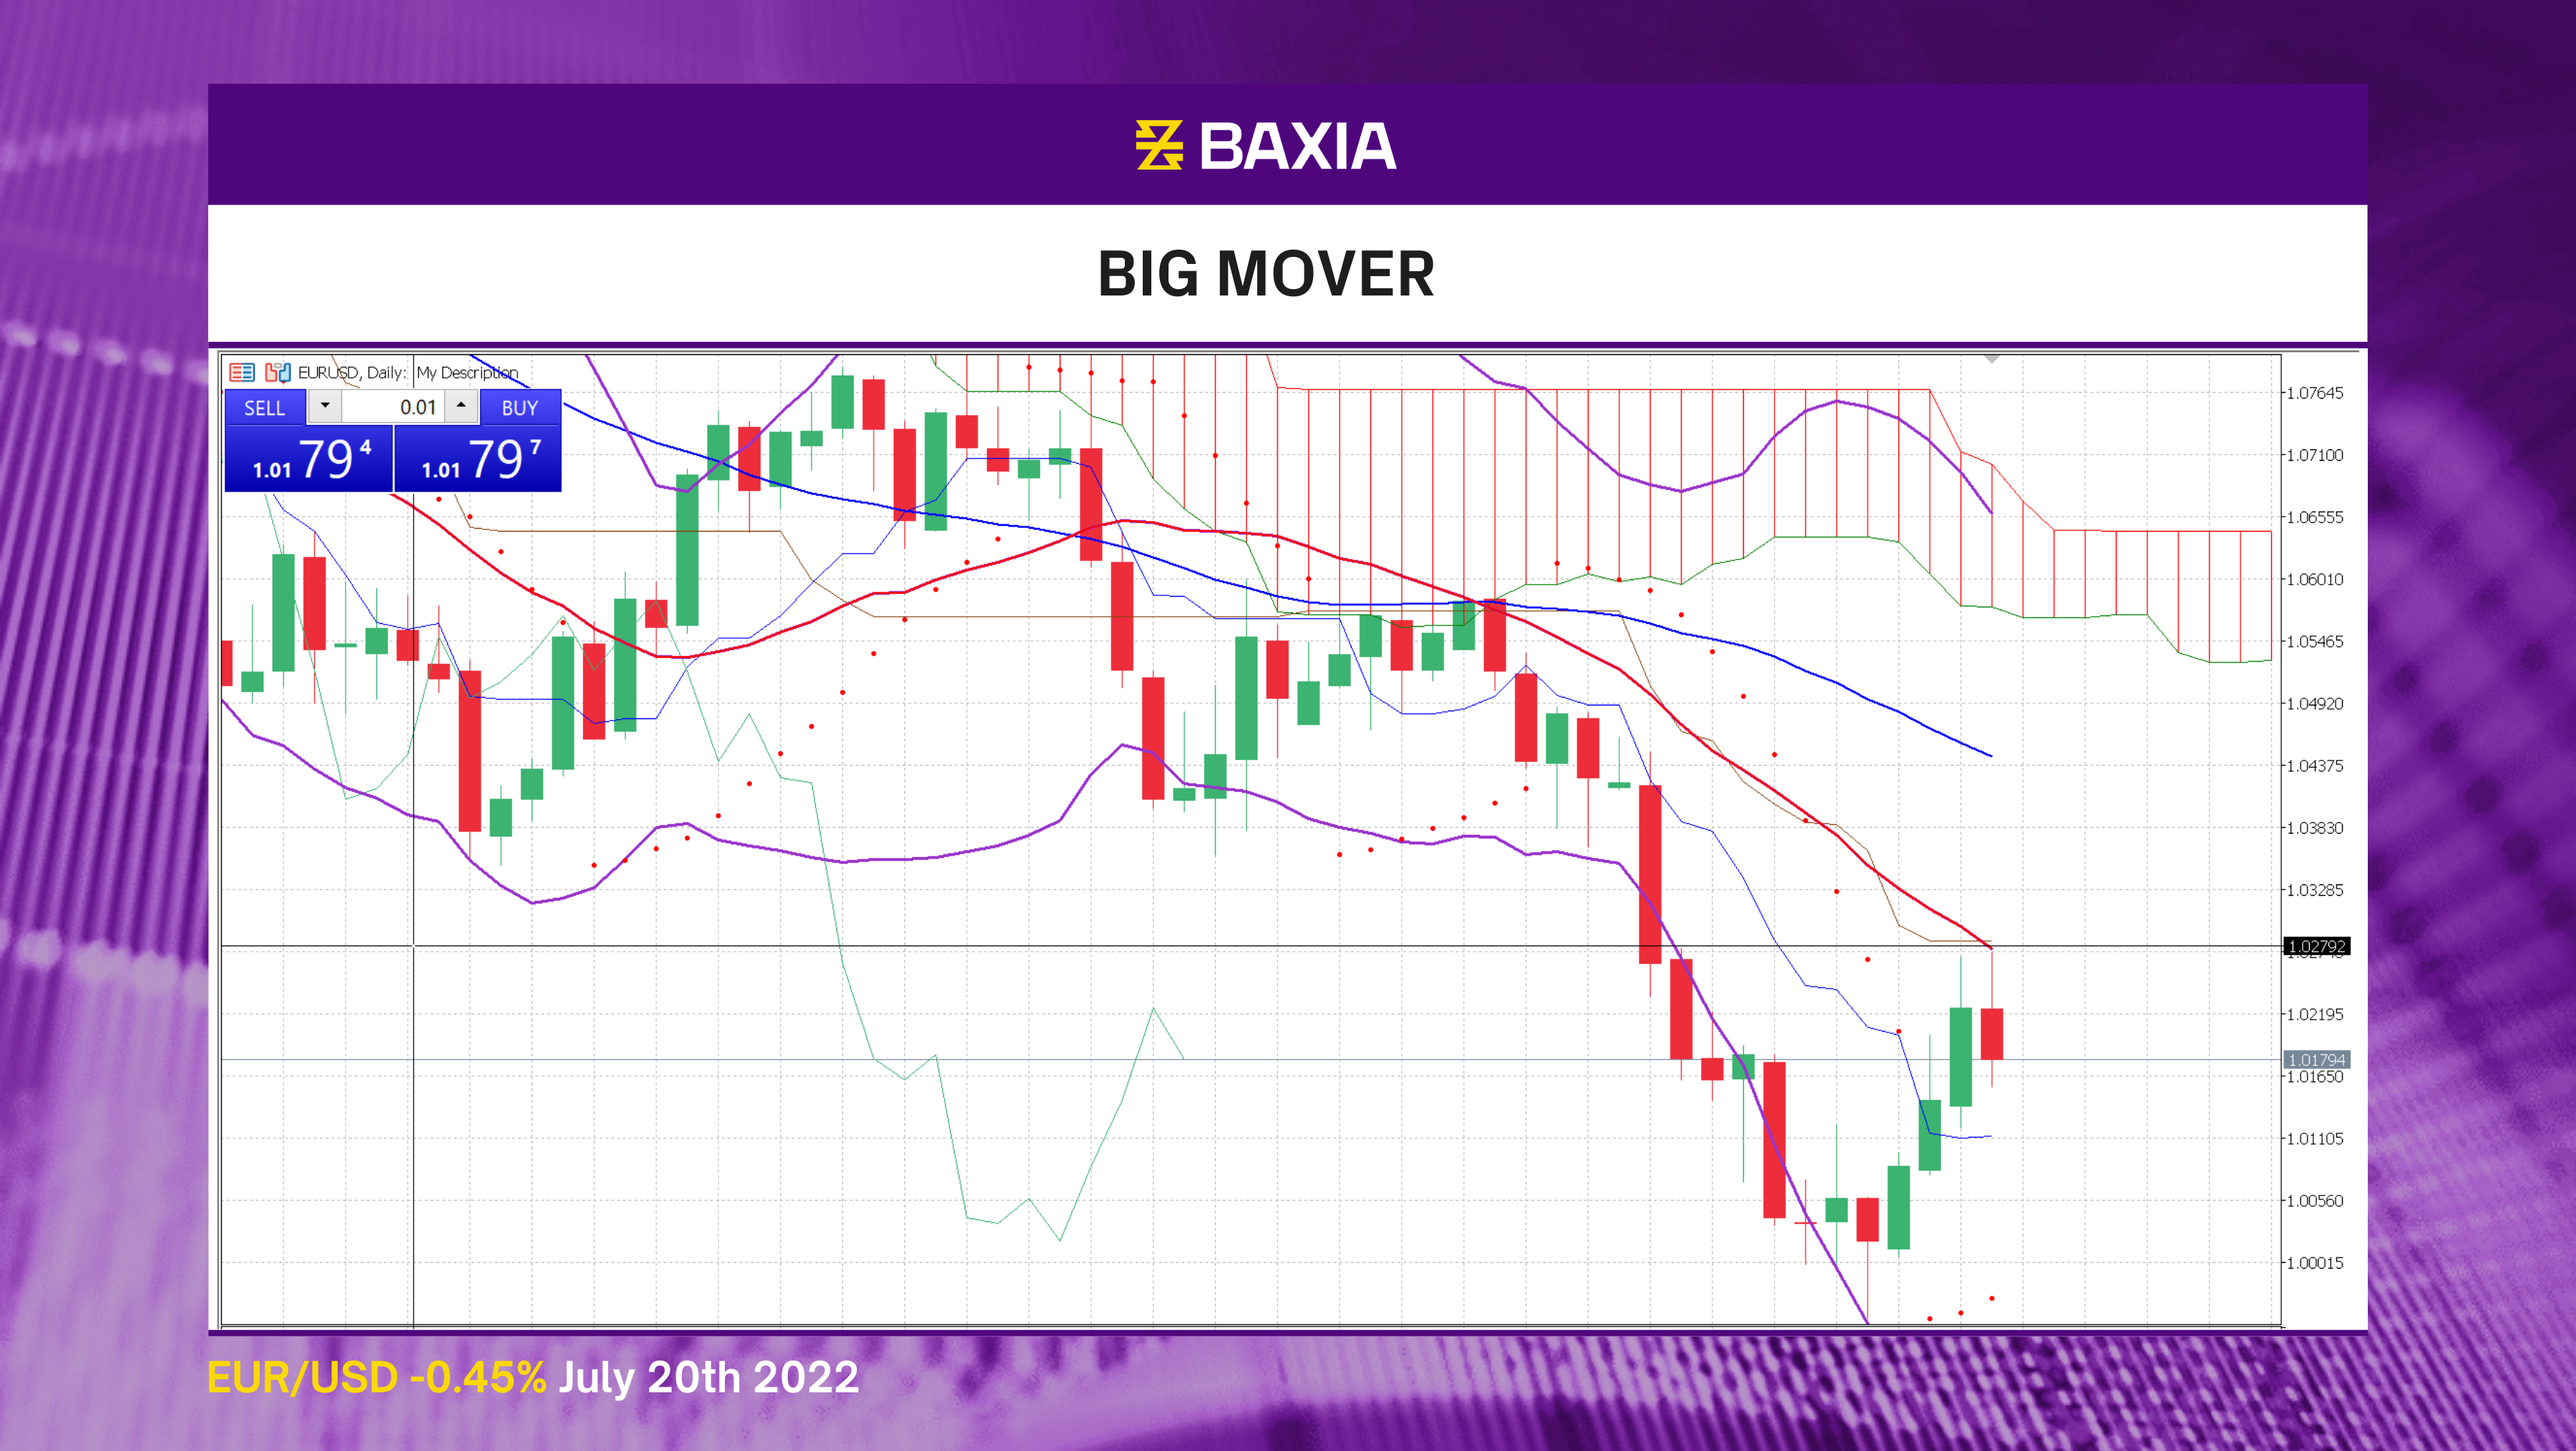 BAXIA
BIG MOVER
EURUSD, Daily: My Description
SELL 0.01 BUY
1.01 79 4 1.01 79 7
1.07645
1.07100
1.06555
1.06010
1.05465
1.04920
1.04375
1.03830
1.03285
1.02792
1.02195
1.01794
1.01650
1.01105
1.00560
1.00015
EUR/USD -0.45% July 20th 2022